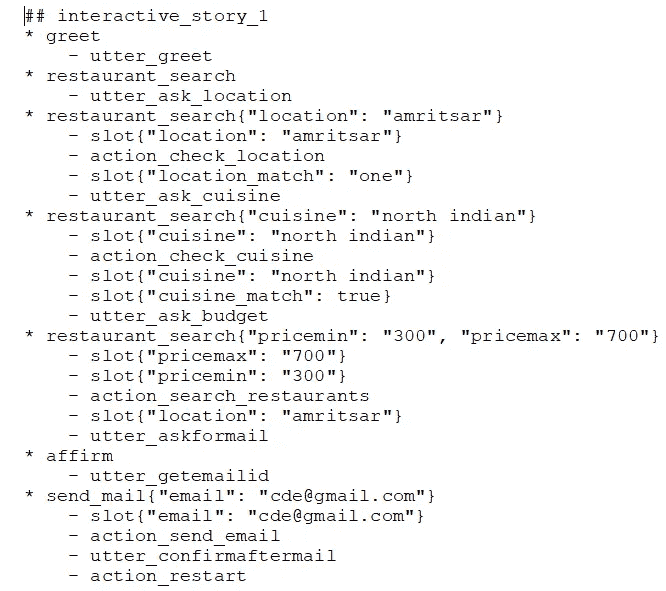 ## interactive_story_1
* greet
    - utter_greet
* restaurant_search
    - utter_ask_location
* restaurant_search{"location": "amritsar"}
    - slot{"location": "amritsar"}
    - action_check_location
    - slot{"location_match": "one"}
    - utter_ask_cuisine
* restaurant_search{"cuisine": "north indian"}
    - slot{"cuisine": "north indian"}
    - action_check_cuisine
    - slot{"cuisine": "north indian"}
    - slot{"cuisine_match": true}
    - utter_ask_budget
* restaurant_search{"pricemin": "300", "pricemax": "700"}
    - slot{"pricemax": "700"}
    - slot{"pricemin": "300"}
    - action_search_restaurants
    - slot{"location": "amritsar"}
    - utter_askformail
* affirm
    - utter_getemailid
* send_mail{"email": "cde@gmail.com"}
    - slot{"email": "cde@gmail.com"}
    - action_send_email
    - utter_confirmaftermail
    - action_restart